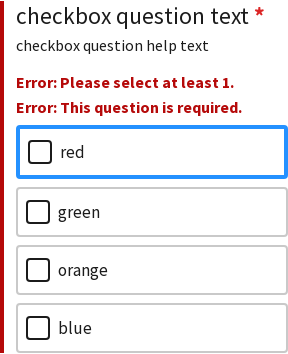 checkbox question text *
checkbox question help text
Error: Please select at least 1.
Error: This question is required.
red
green
orange
blue